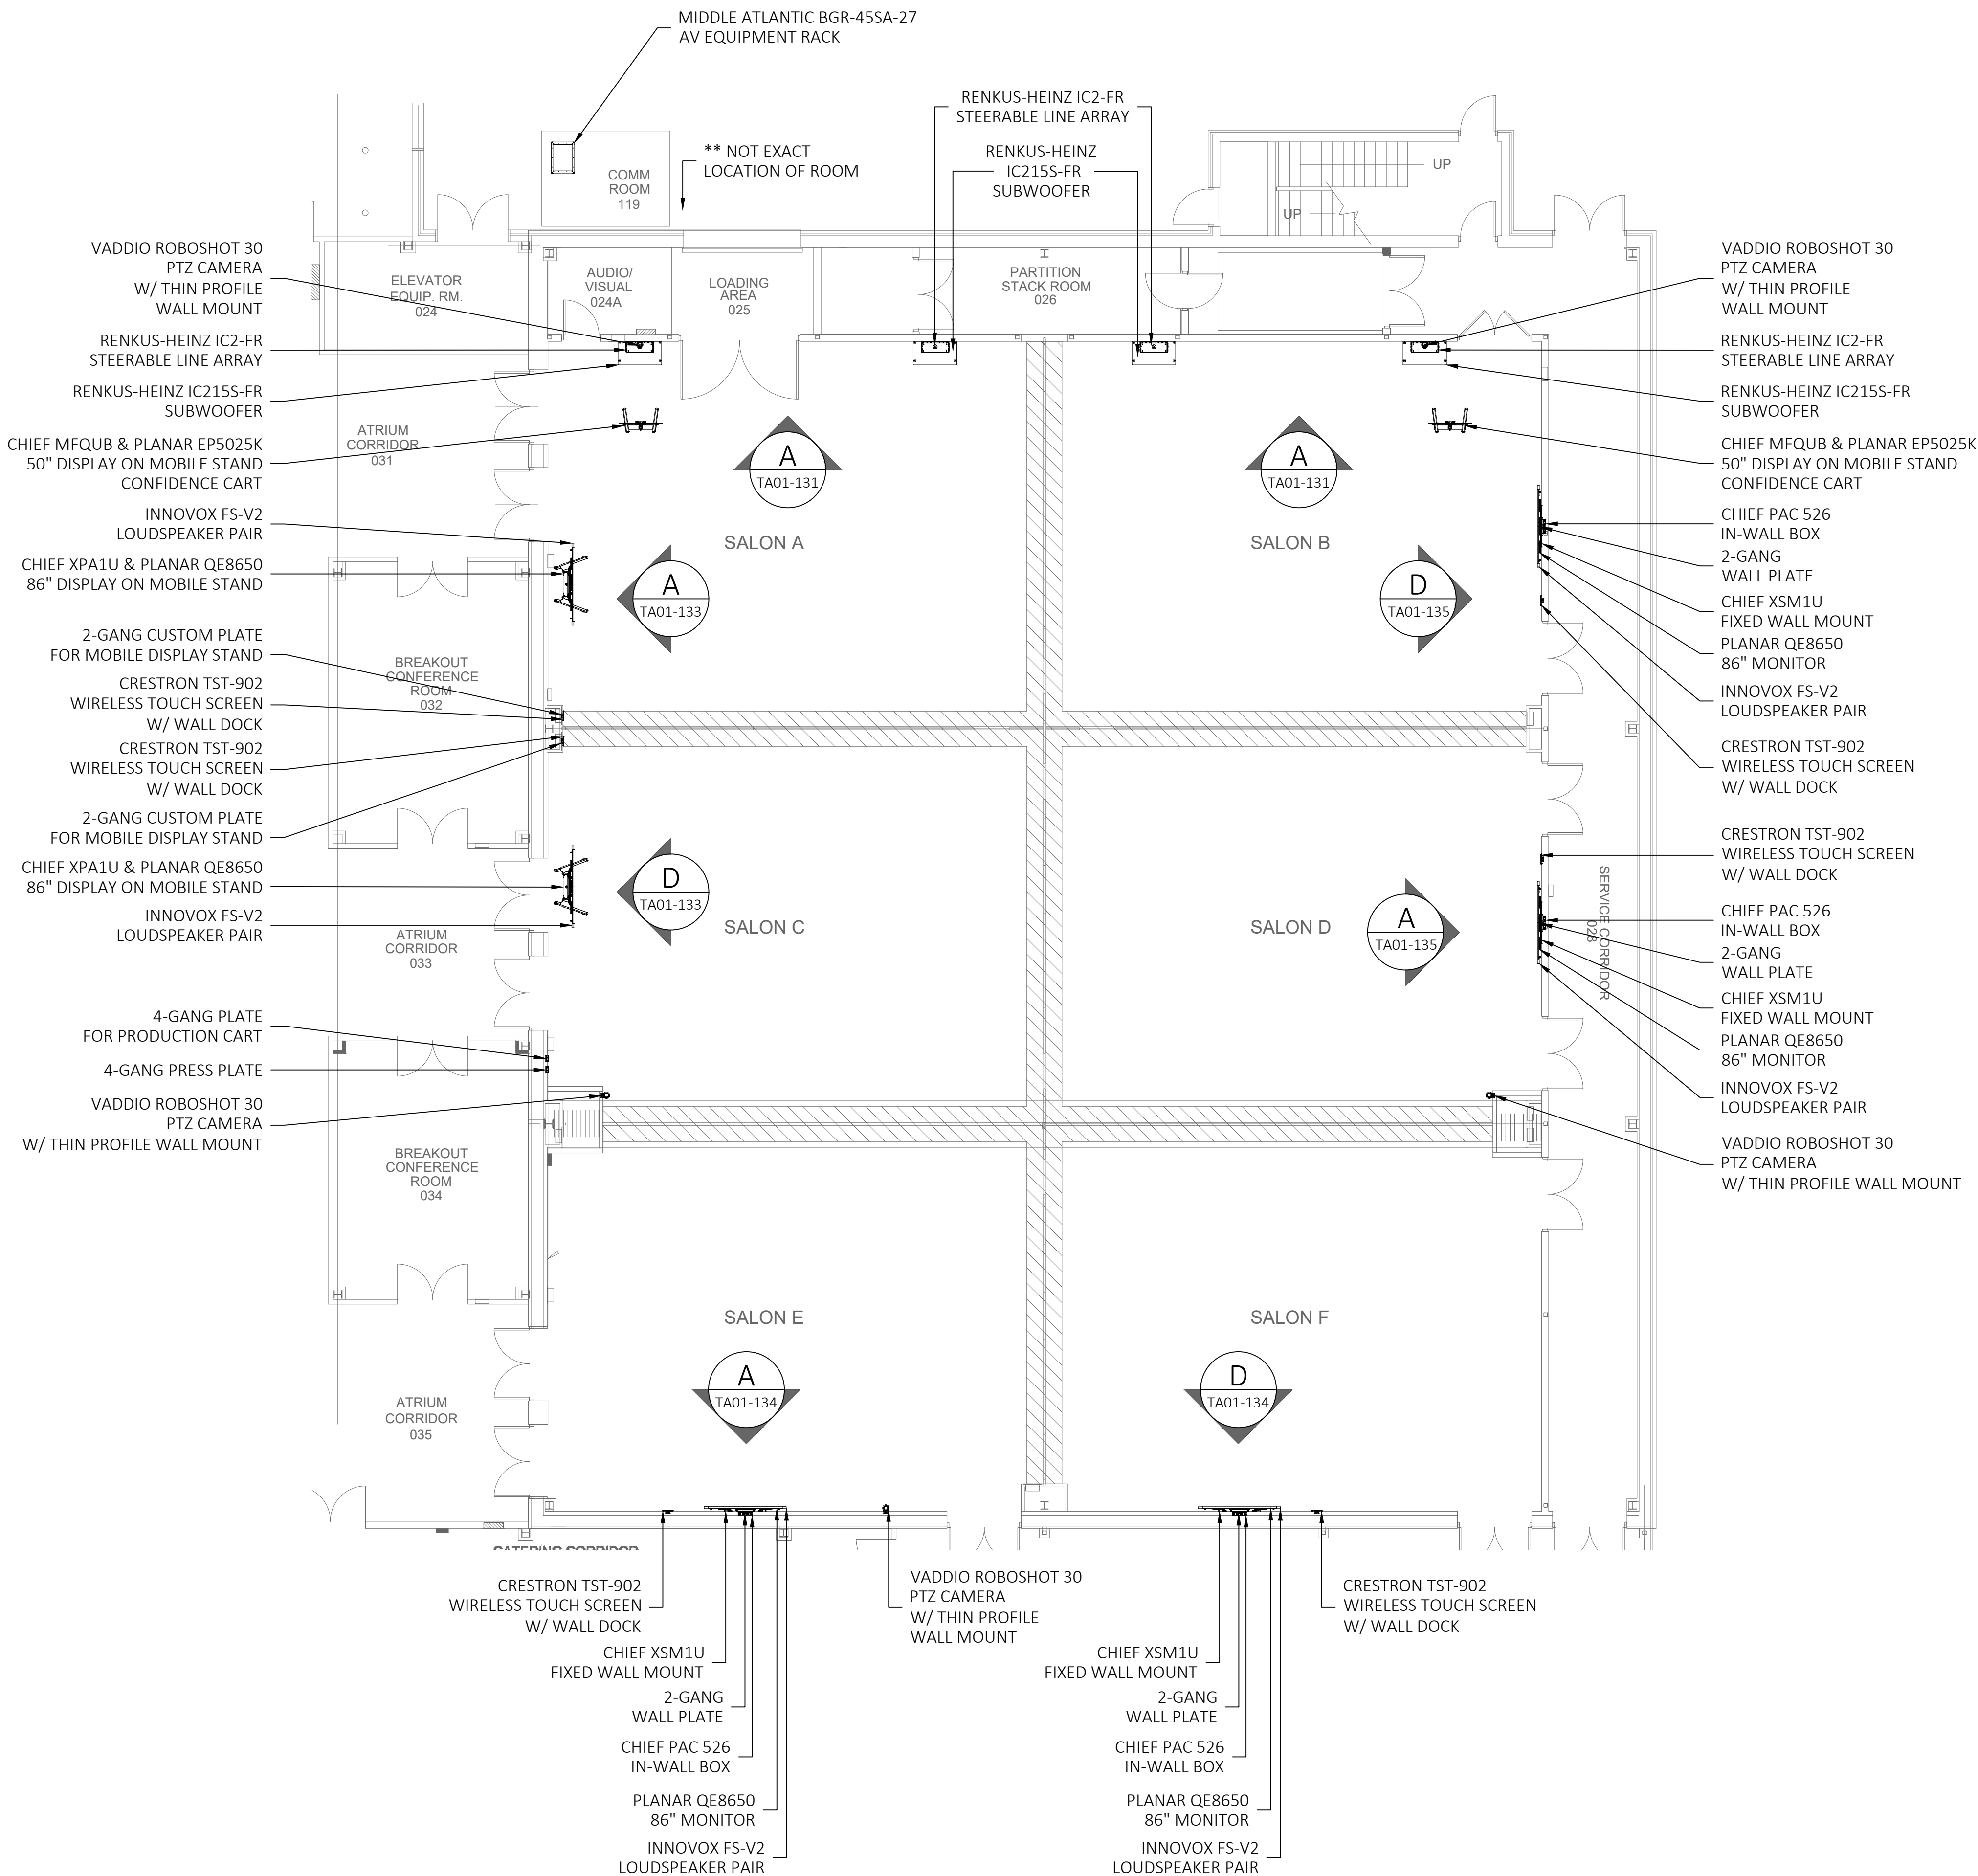 MIDDLE ATLANTIC BGR-45SA-27
AV EQUIPMENT RACK
RENKUS-HEINZ IC2-FR
STEERABLE LINE ARRAY
** NOT EXACT
LOCATION OF ROOM
RENKUS-HEINZ
IC215S-FR
SUBWOOFER
COMM
ROOM
119
UP
UP
VADDIO ROBOSHOT 30
PTZ CAMERA
W/ THIN PROFILE
WALL MOUNT
RENKUS-HEINZ IC2-FR
STEERABLE LINE ARRAY
RENKUS-HEINZ IC215S-FR
SUBWOOFER
CHIEF MFQUB & PLANAR EP5025K
50" DISPLAY ON MOBILE STAND
CONFIDENCE CART
INNOVOX FS-V2
LOUDSPEAKER PAIR
CHIEF XPA1U & PLANAR QE8650
86" DISPLAY ON MOBILE STAND
2-GANG CUSTOM PLATE
FOR MOBILE DISPLAY STAND
CRESTRON TST-902
WIRELESS TOUCH SCREEN
W/ WALL DOCK
CRESTRON TST-902
WIRELESS TOUCH SCREEN
W/ WALL DOCK
2-GANG CUSTOM PLATE
FOR MOBILE DISPLAY STAND
CHIEF XPA1U & PLANAR QE8650
86" DISPLAY ON MOBILE STAND
INNOVOX FS-V2
LOUDSPEAKER PAIR
4-GANG PLATE
FOR PRODUCTION CART
4-GANG PRESS PLATE
VADDIO ROBOSHOT 30
PTZ CAMERA
W/ THIN PROFILE WALL MOUNT
ELEVATOR
EQUIP. RM.
024
AUDIO/
VISUAL
024A
LOADING
AREA
025
PARTITION
STACK ROOM
026
ATRIUM
CORRIDOR
031
BREAKOUT
CONFERENCE
ROOM
032
ATRIUM
CORRIDOR
033
BREAKOUT
CONFERENCE
ROOM
034
ATRIUM
CORRIDOR
035
A
TA01-131
A
TA01-131
SALON A
SALON B
A
TA01-133
D
TA01-135
D
TA01-133
SALON C
SALON D
A
TA01-135
SERVICE CORRIDOR
028
SALON E
SALON F
A
TA01-134
D
TA01-134
CATERING CORRIDOR
VADDIO ROBOSHOT 30
PTZ CAMERA
W/ THIN PROFILE
WALL MOUNT
RENKUS-HEINZ IC2-FR
STEERABLE LINE ARRAY
RENKUS-HEINZ IC215S-FR
SUBWOOFER
CHIEF MFQUB & PLANAR EP5025K
50" DISPLAY ON MOBILE STAND
CONFIDENCE CART
CHIEF PAC 526
IN-WALL BOX
2-GANG
WALL PLATE
CHIEF XSM1U
FIXED WALL MOUNT
PLANAR QE8650
86" MONITOR
INNOVOX FS-V2
LOUDSPEAKER PAIR
CRESTRON TST-902
WIRELESS TOUCH SCREEN
W/ WALL DOCK
CRESTRON TST-902
WIRELESS TOUCH SCREEN
W/ WALL DOCK
CHIEF PAC 526
IN-WALL BOX
2-GANG
WALL PLATE
CHIEF XSM1U
FIXED WALL MOUNT
PLANAR QE8650
86" MONITOR
INNOVOX FS-V2
LOUDSPEAKER PAIR
VADDIO ROBOSHOT 30
PTZ CAMERA
W/ THIN PROFILE WALL MOUNT
CRESTRON TST-902
WIRELESS TOUCH SCREEN
W/ WALL DOCK
CHIEF XSM1U
FIXED WALL MOUNT
2-GANG
WALL PLATE
CHIEF PAC 526
IN-WALL BOX
PLANAR QE8650
86" MONITOR
INNOVOX FS-V2
LOUDSPEAKER PAIR
VADDIO ROBOSHOT 30
PTZ CAMERA
W/ THIN PROFILE
WALL MOUNT
CHIEF XSM1U
FIXED WALL MOUNT
2-GANG
WALL PLATE
CHIEF PAC 526
IN-WALL BOX
PLANAR QE8650
86" MONITOR
INNOVOX FS-V2
LOUDSPEAKER PAIR
CRESTRON TST-902
WIRELESS TOUCH SCREEN
W/ WALL DOCK